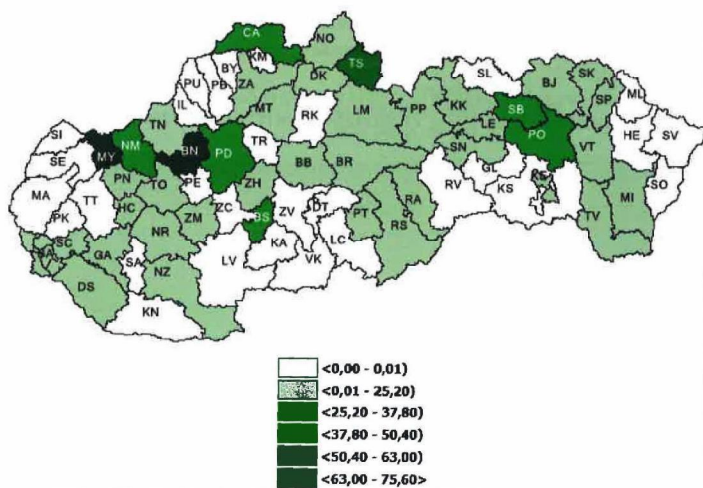 CA
NO
KM
TS
BY
PU
PB
ZA
DK
SL
BJ
SK
ML
IL
MT
RK
LM
PP
KK
SB
SP
HE
SV
SI
TN
LE
PO
SE
MY
NM
BN
PD
TR
SN
VT
BB
BR
GL
MA
PN
TO
PE
ZH
RV
KS
KE
MI
SO
TT
HC
PK
ZC
BS
ZV
DT
PT
RA
TV
NR
ZM
RS
SC
BA
GA
SA
KA
LC
NZ
LV
VK
DS
KN
<0,00 - 0,01)
<0,01 - 25,20)
<25,20 - 37,80)
<37,80 - 50,40)
<50,40 - 63,00)
<63,00 - 75,60>